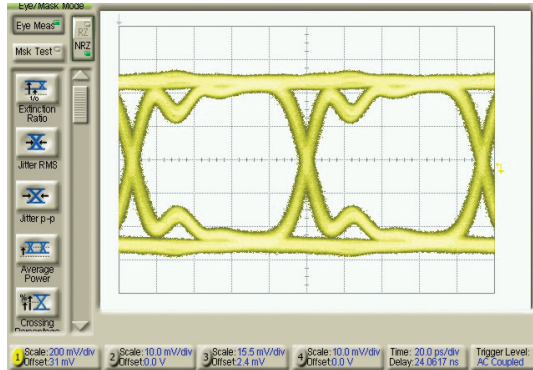 Eye/Mask Mode
Eye Meas
RZ
NRZ
Msk Test
1/0
Extinction
Ratio
Jitter RMS
Jitter p-p
Average
Power
%
Crossing
Percentage
1 Scale: 200 mV/div
Offset: 31 mV
2 Scale: 10.0 mV/div
Offset: 0.0 V
3 Scale: 15.5 mV/div
Offset: 2.4 mV
4 Scale: 10.0 mV/div
Offset: 0.0 V
Time: 20.0 ps/div
Delay: 24.0617 ns
Trigger Level:
AC Coupled